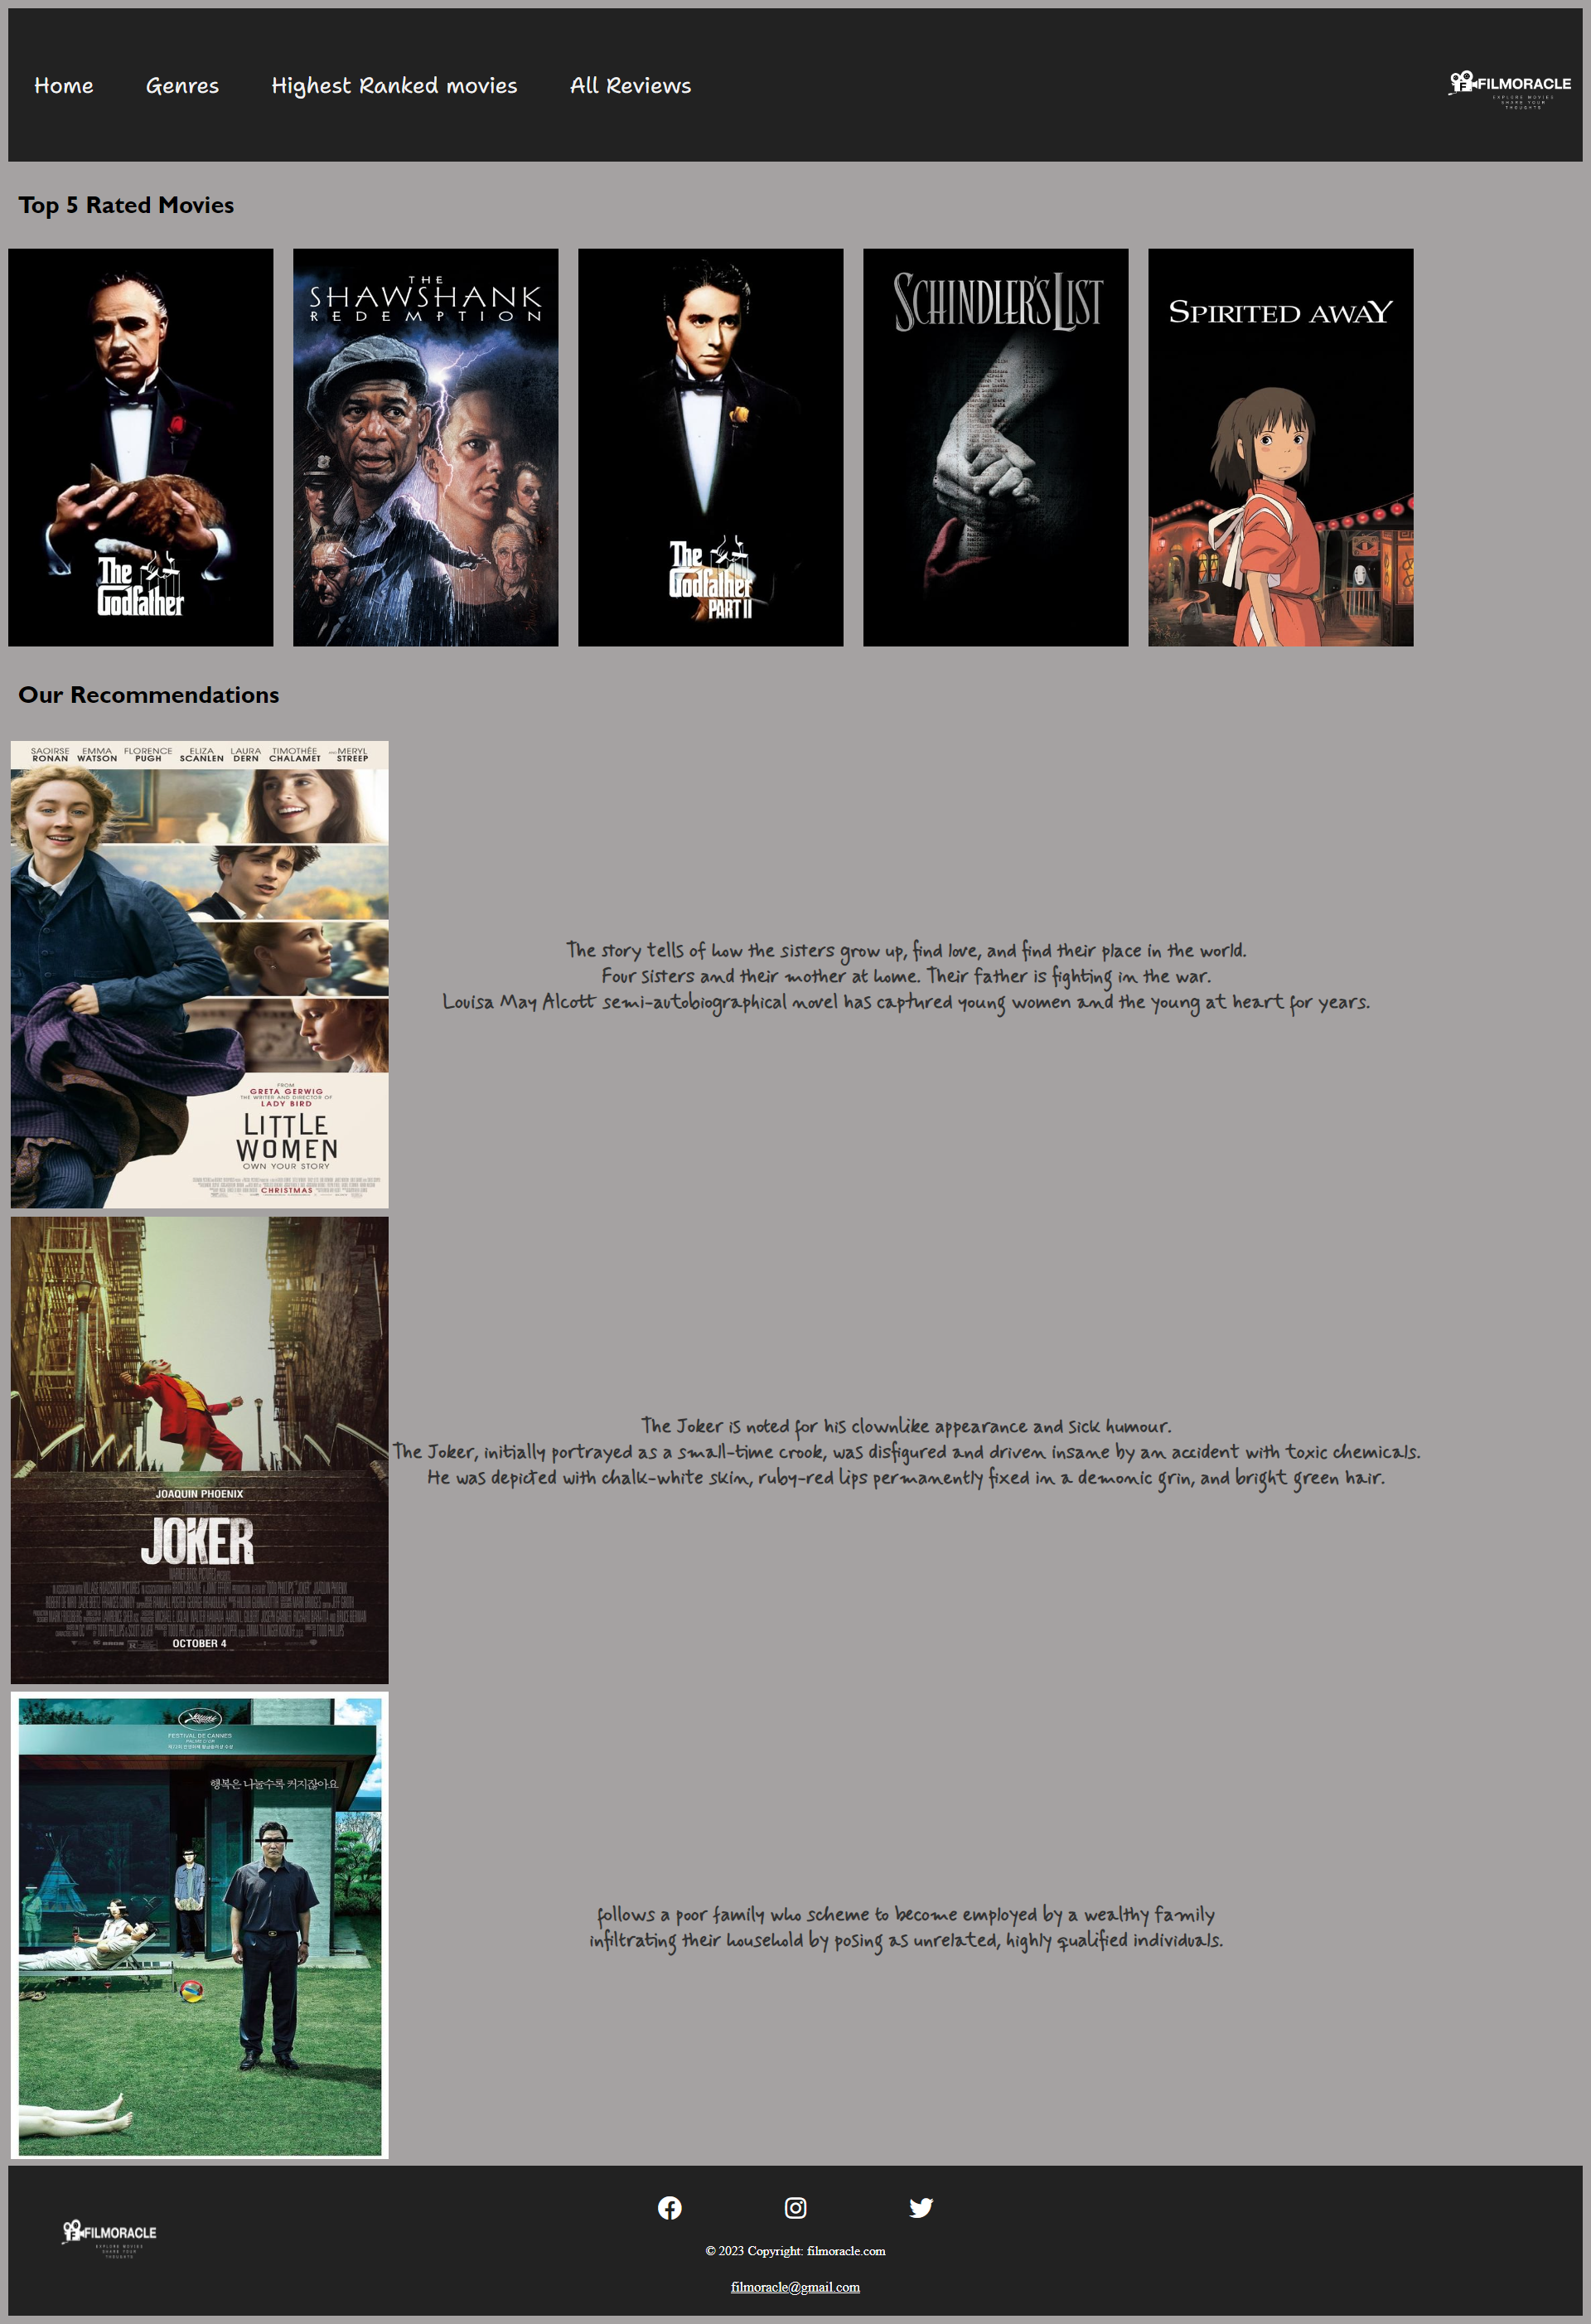 Home Genres Highest Ranked movies All Reviews
FILMORACLE
EXPLORE MOVIES
SHARE YOUR
THOUGHTS
Top 5 Rated Movies
The
Godfather
THE
SHAWSHANK
REDEMPTION
The
Godfather
PART II
SCHINDLER'S LIST
SPIRITED AWAY
Our Recommendations
SAOIRSE RONAN EMMA WATSON FLORENCE PUGH ELIZA SCANLEN LAURA DERN TIMOTHÉE CHALAMET AND MERYL STREEP
FROM
GRETA GERWIG
THE WRITER AND DIRECTOR OF
LADY BIRD
LITTLE
WOMEN
OWN YOUR STORY
CHRISTMAS
The story tells of how the sisters grow up, find love, and find their place in the world.
Four sisters and their mother at home. Their father is fighting in the war.
Louisa May Alcott semi-autobiographical novel has captured young women and the young at heart for years.
JOAQUIN PHOENIX
JOKER
OCTOBER 4
The Joker is noted for his clownlike appearance and sick humour.
The Joker, initially portrayed as a small-time crook, was disfigured and driven insane by an accident with toxic chemicals.
He was depicted with chalk-white skin, ruby-red lips permanently fixed in a demonic grin, and bright green hair.
FESTIVAL DE CANNES
행복은 나눌수록 커지잖아요
follows a poor family who scheme to become employed by a wealthy family
infiltrating their household by posing as unrelated, highly qualified individuals.
FILMORACLE
EXPLORE MOVIES
SHARE YOUR
THOUGHTS
© 2023 Copyright: filmoracle.com
filmoracle@gmail.com